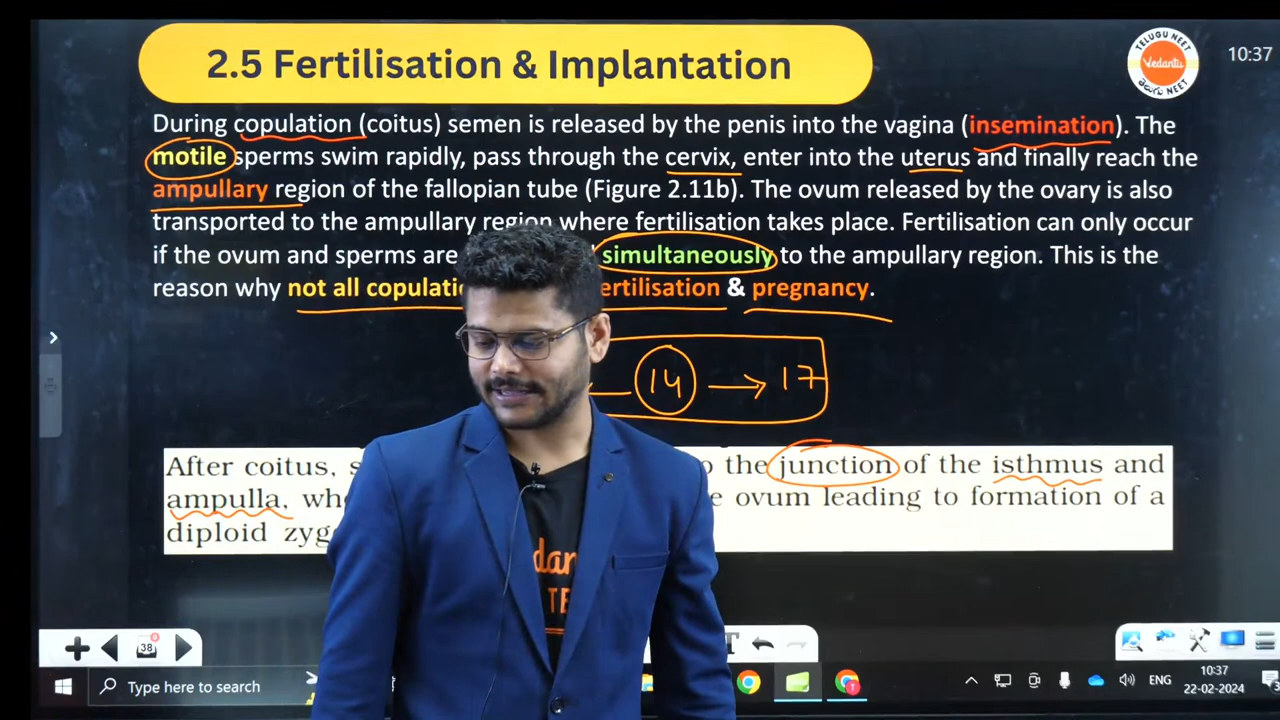 2.5 Fertilisation & Implantation
TELUGU NEET
Vedantu
తెలుగు NEET
10:37
During copulation (coitus) semen is released by the penis into the vagina (insemination). The
motile sperms swim rapidly, pass through the cervix, enter into the uterus and finally reach the
ampullary region of the fallopian tube (Figure 2.11b). The ovum released by the ovary is also
transported to the ampullary region where fertilisation takes place. Fertilisation can only occur
if the ovum and sperms are simultaneously to the ampullary region. This is the
reason why not all copulatio ertilisation & pregnancy.
14 → 17
After coitus, s o the junction of the isthmus and
ampulla, whe e ovum leading to formation of a
diploid zyg
38
Type here to search
ENG
10:37
22-02-2024